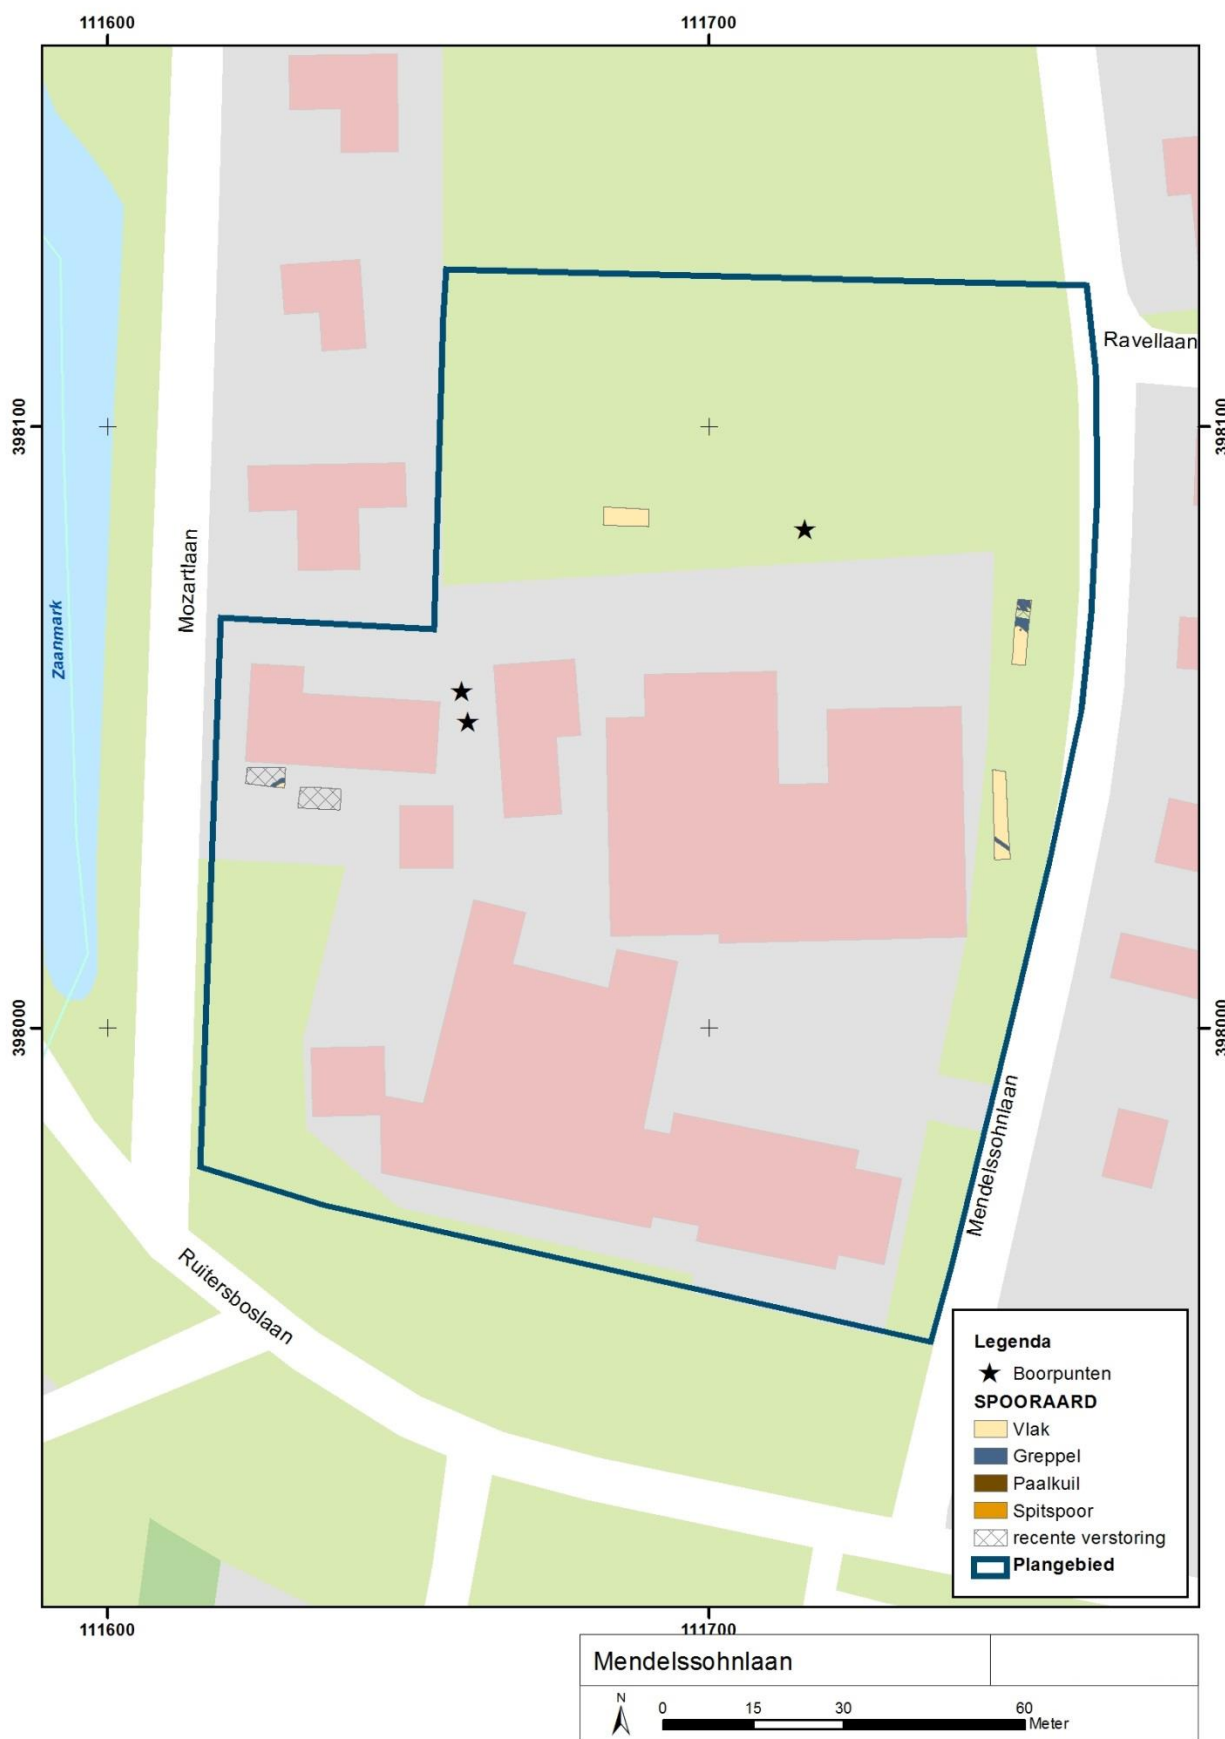 111600 111700
Ravellaan
398100 398100
Mozartlaan
Zaanmark
398000 398000
Mendelssohnlaan
Ruitersboslaan
Legenda
Boorpunten
SPOORAARD
Vlak
Greppel
Paalkuil
Spitspoor
recente verstoring
Plangebied
111600 111700
Mendelssohnlaan
N
0 15 30 60
Meter